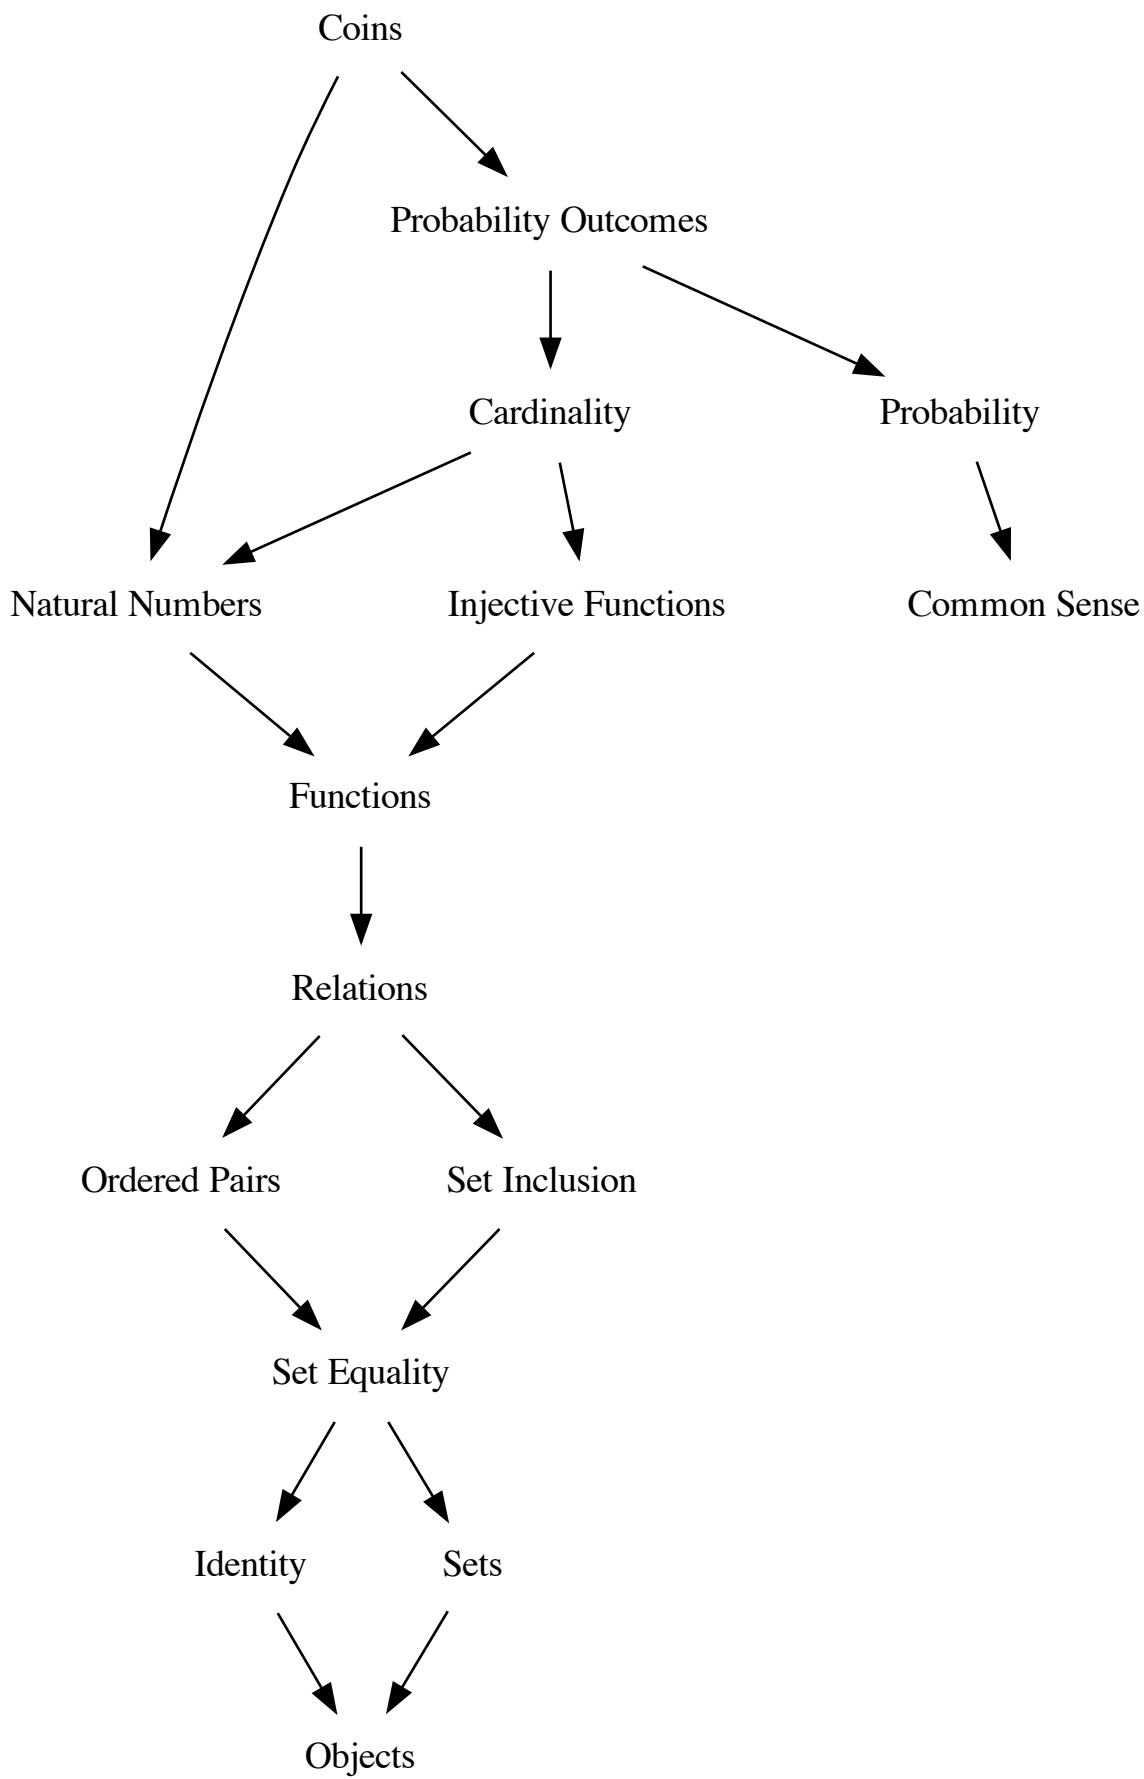 Coins
Probability Outcomes
Cardinality
Probability
Natural Numbers
Injective Functions
Common Sense
Functions
Relations
Ordered Pairs
Set Inclusion
Set Equality
Identity
Sets
Objects